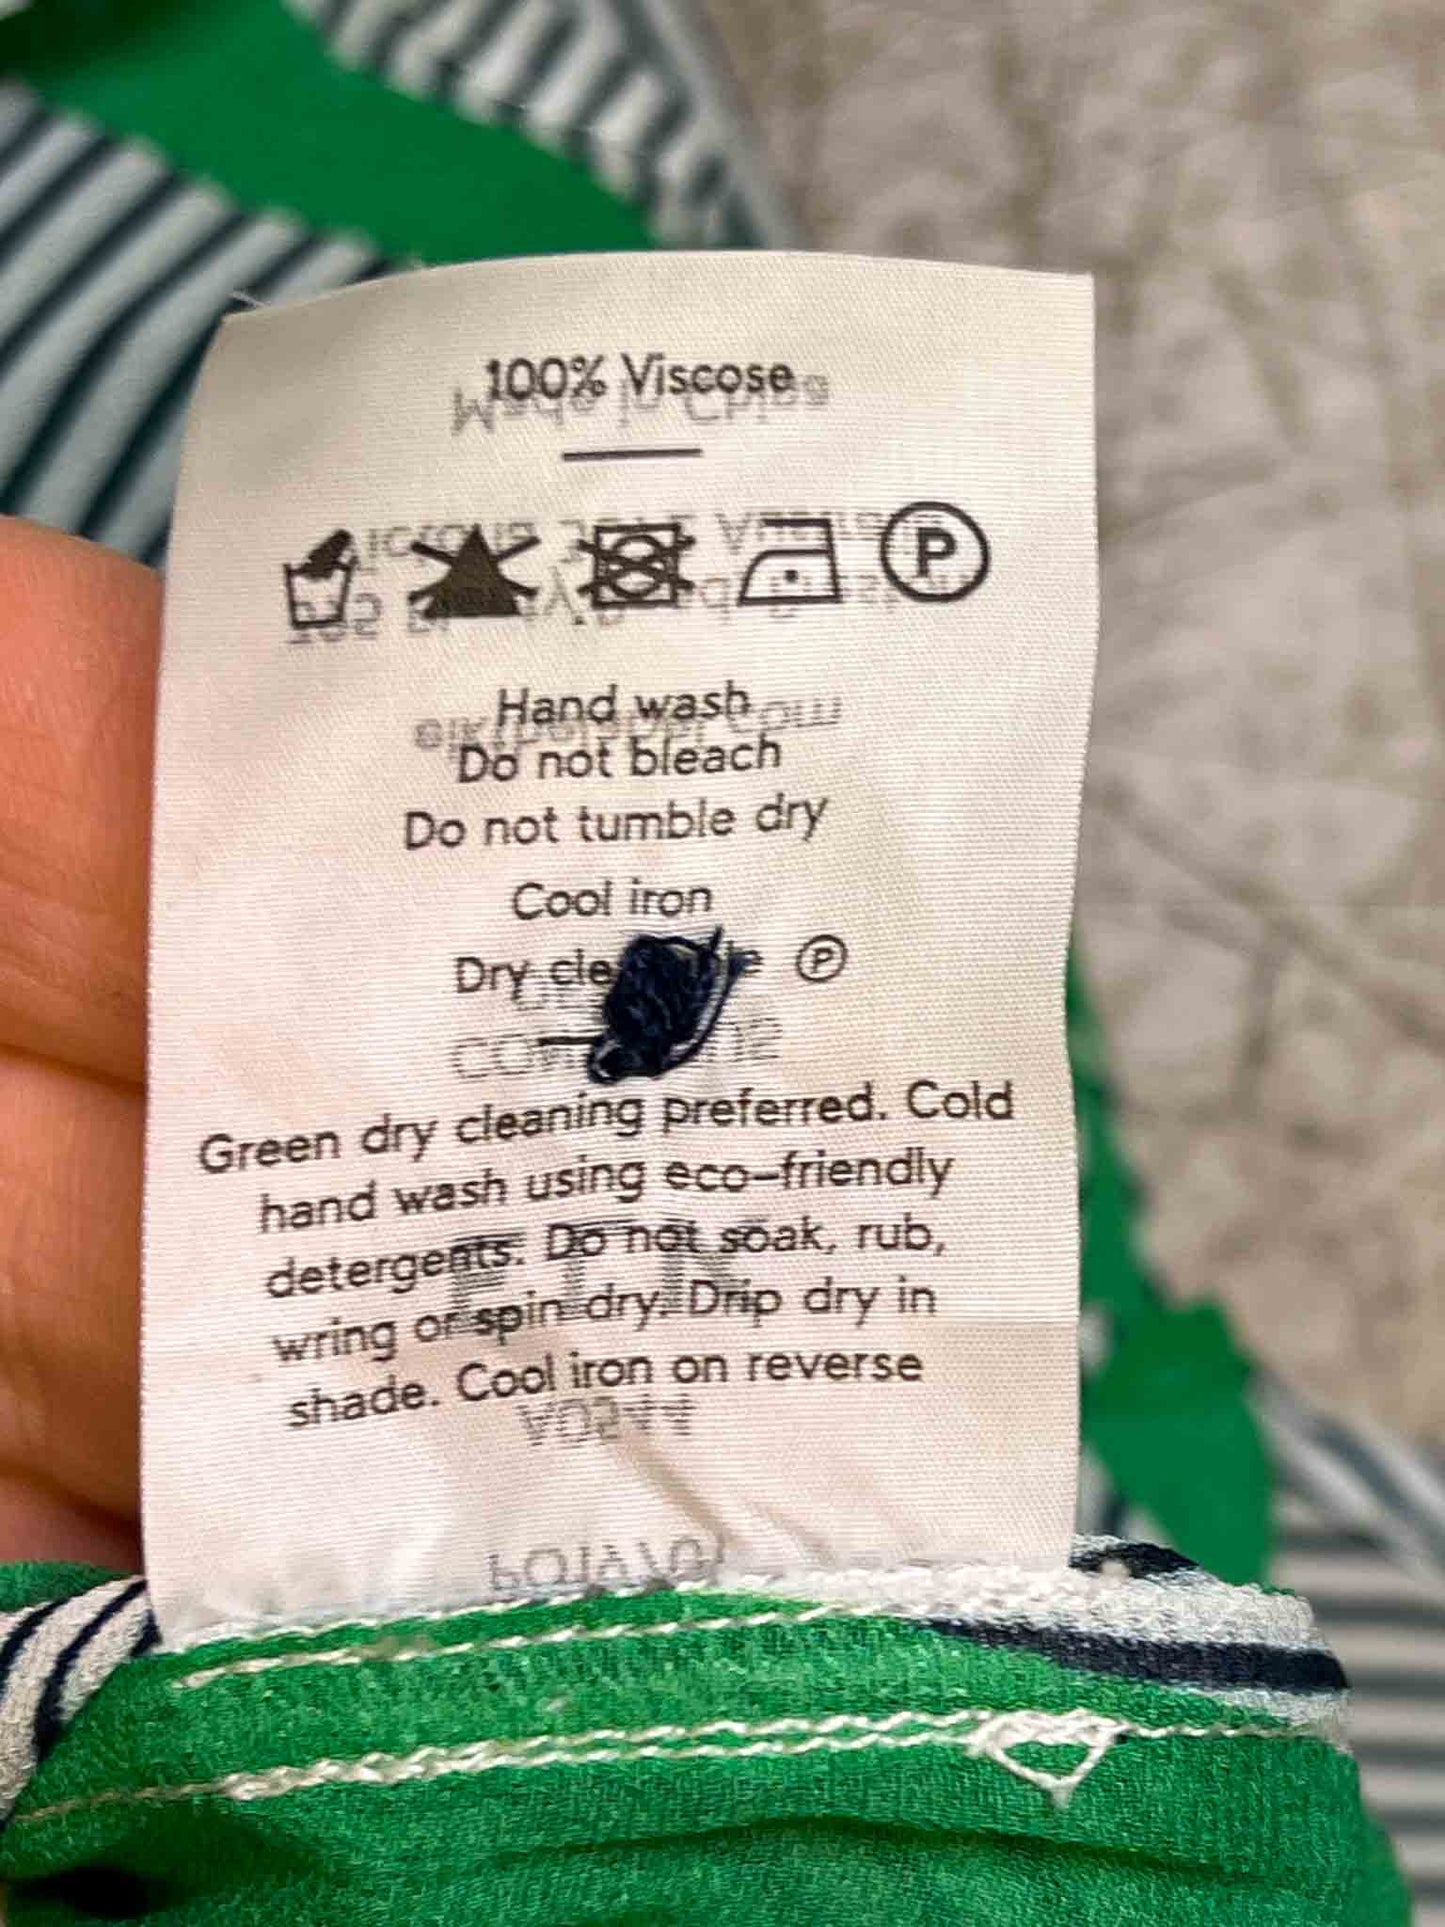 100% Viscose
P
Hand wash
Do not bleach
Do not tumble dry
Cool iron
Dry P
Green dry cleaning preferred. Cold
hand wash using eco-friendly
detergents. Do not soak, rub,
wring or spin dry. Drip dry in
shade. Cool iron on reverse